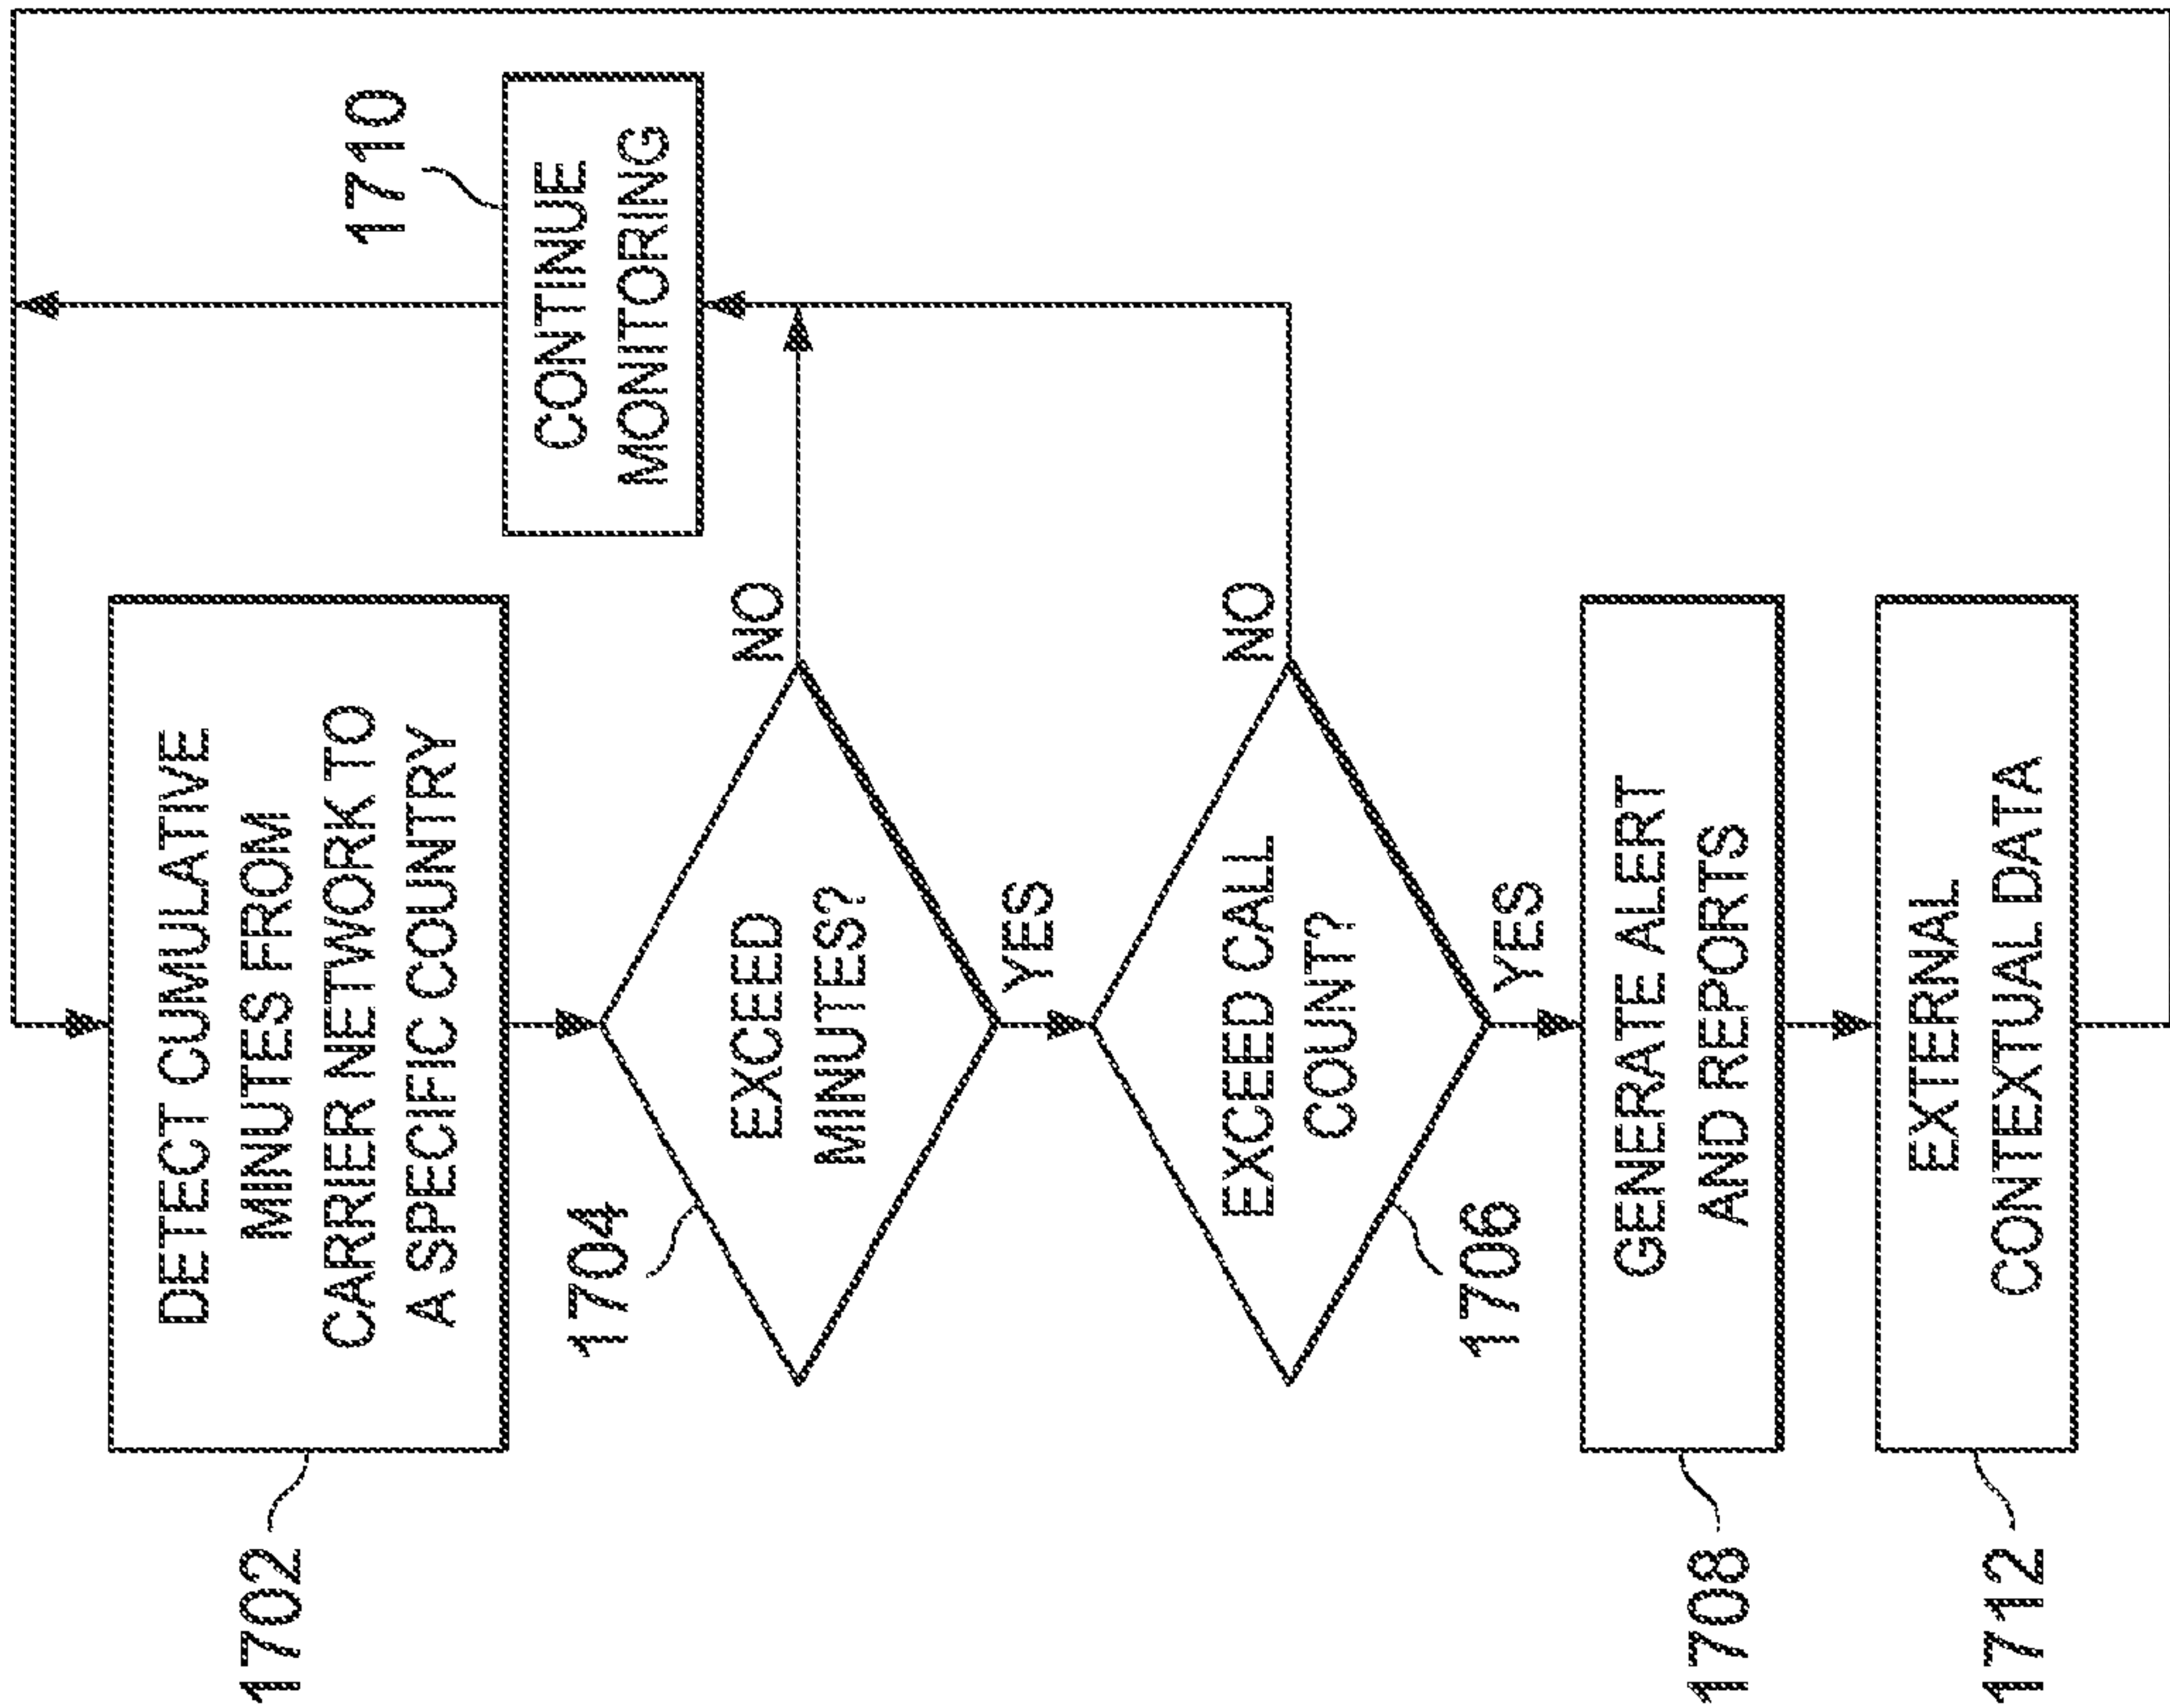 1702
DETECT CUMULATIVE
MINUTES FROM
CARRIER NETWORK TO
A SPECIFIC COUNTRY
1704
EXCEED
MINUTES?
NO
YES
1710
CONTINUE
MONITORING
EXCEED CALL
COUNT?
NO
YES
1706
1708
GENERATE ALERT
AND REPORTS
1712
EXTERNAL
CONTEXTUAL DATA